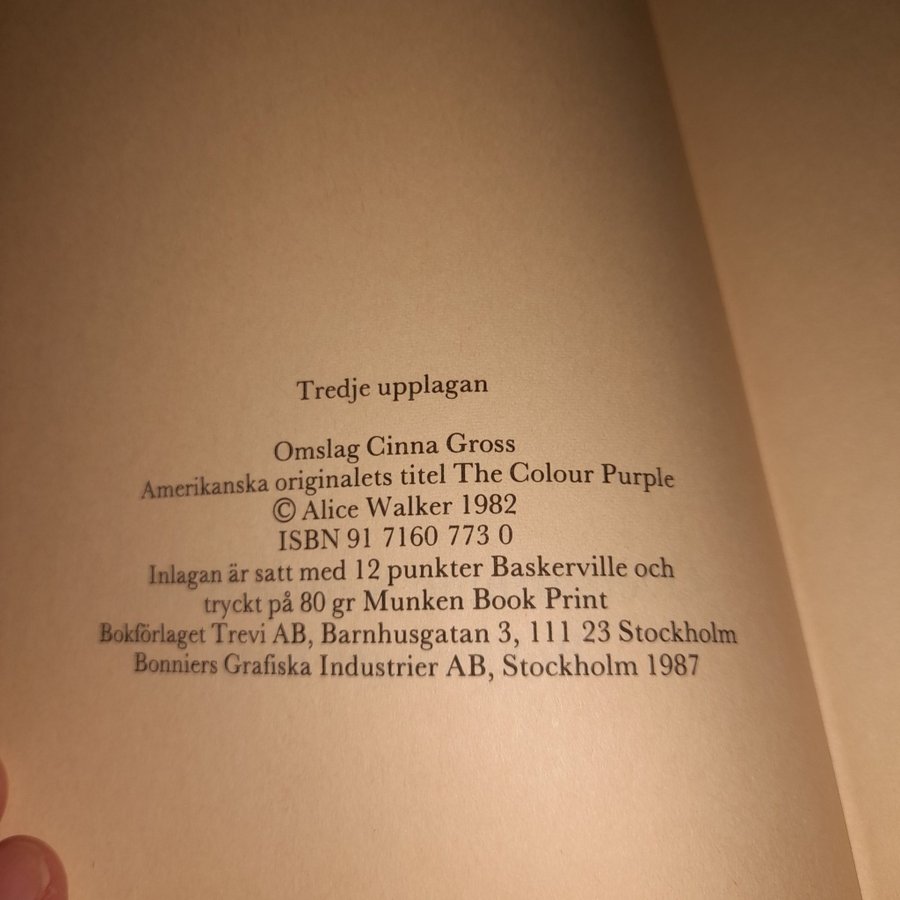 Tredje upplagan
Omslag Cinna Gross
Amerikanska originalets titel The Colour Purple
© Alice Walker 1982
ISBN 91 7160 773 0
Inlagan är satt med 12 punkter Baskerville och
tryckt på 80 gr Munken Book Print
Bokförlaget Trevi AB, Barnhusgatan 3, 111 23 Stockholm
Bonniers Grafiska Industrier AB, Stockholm 1987